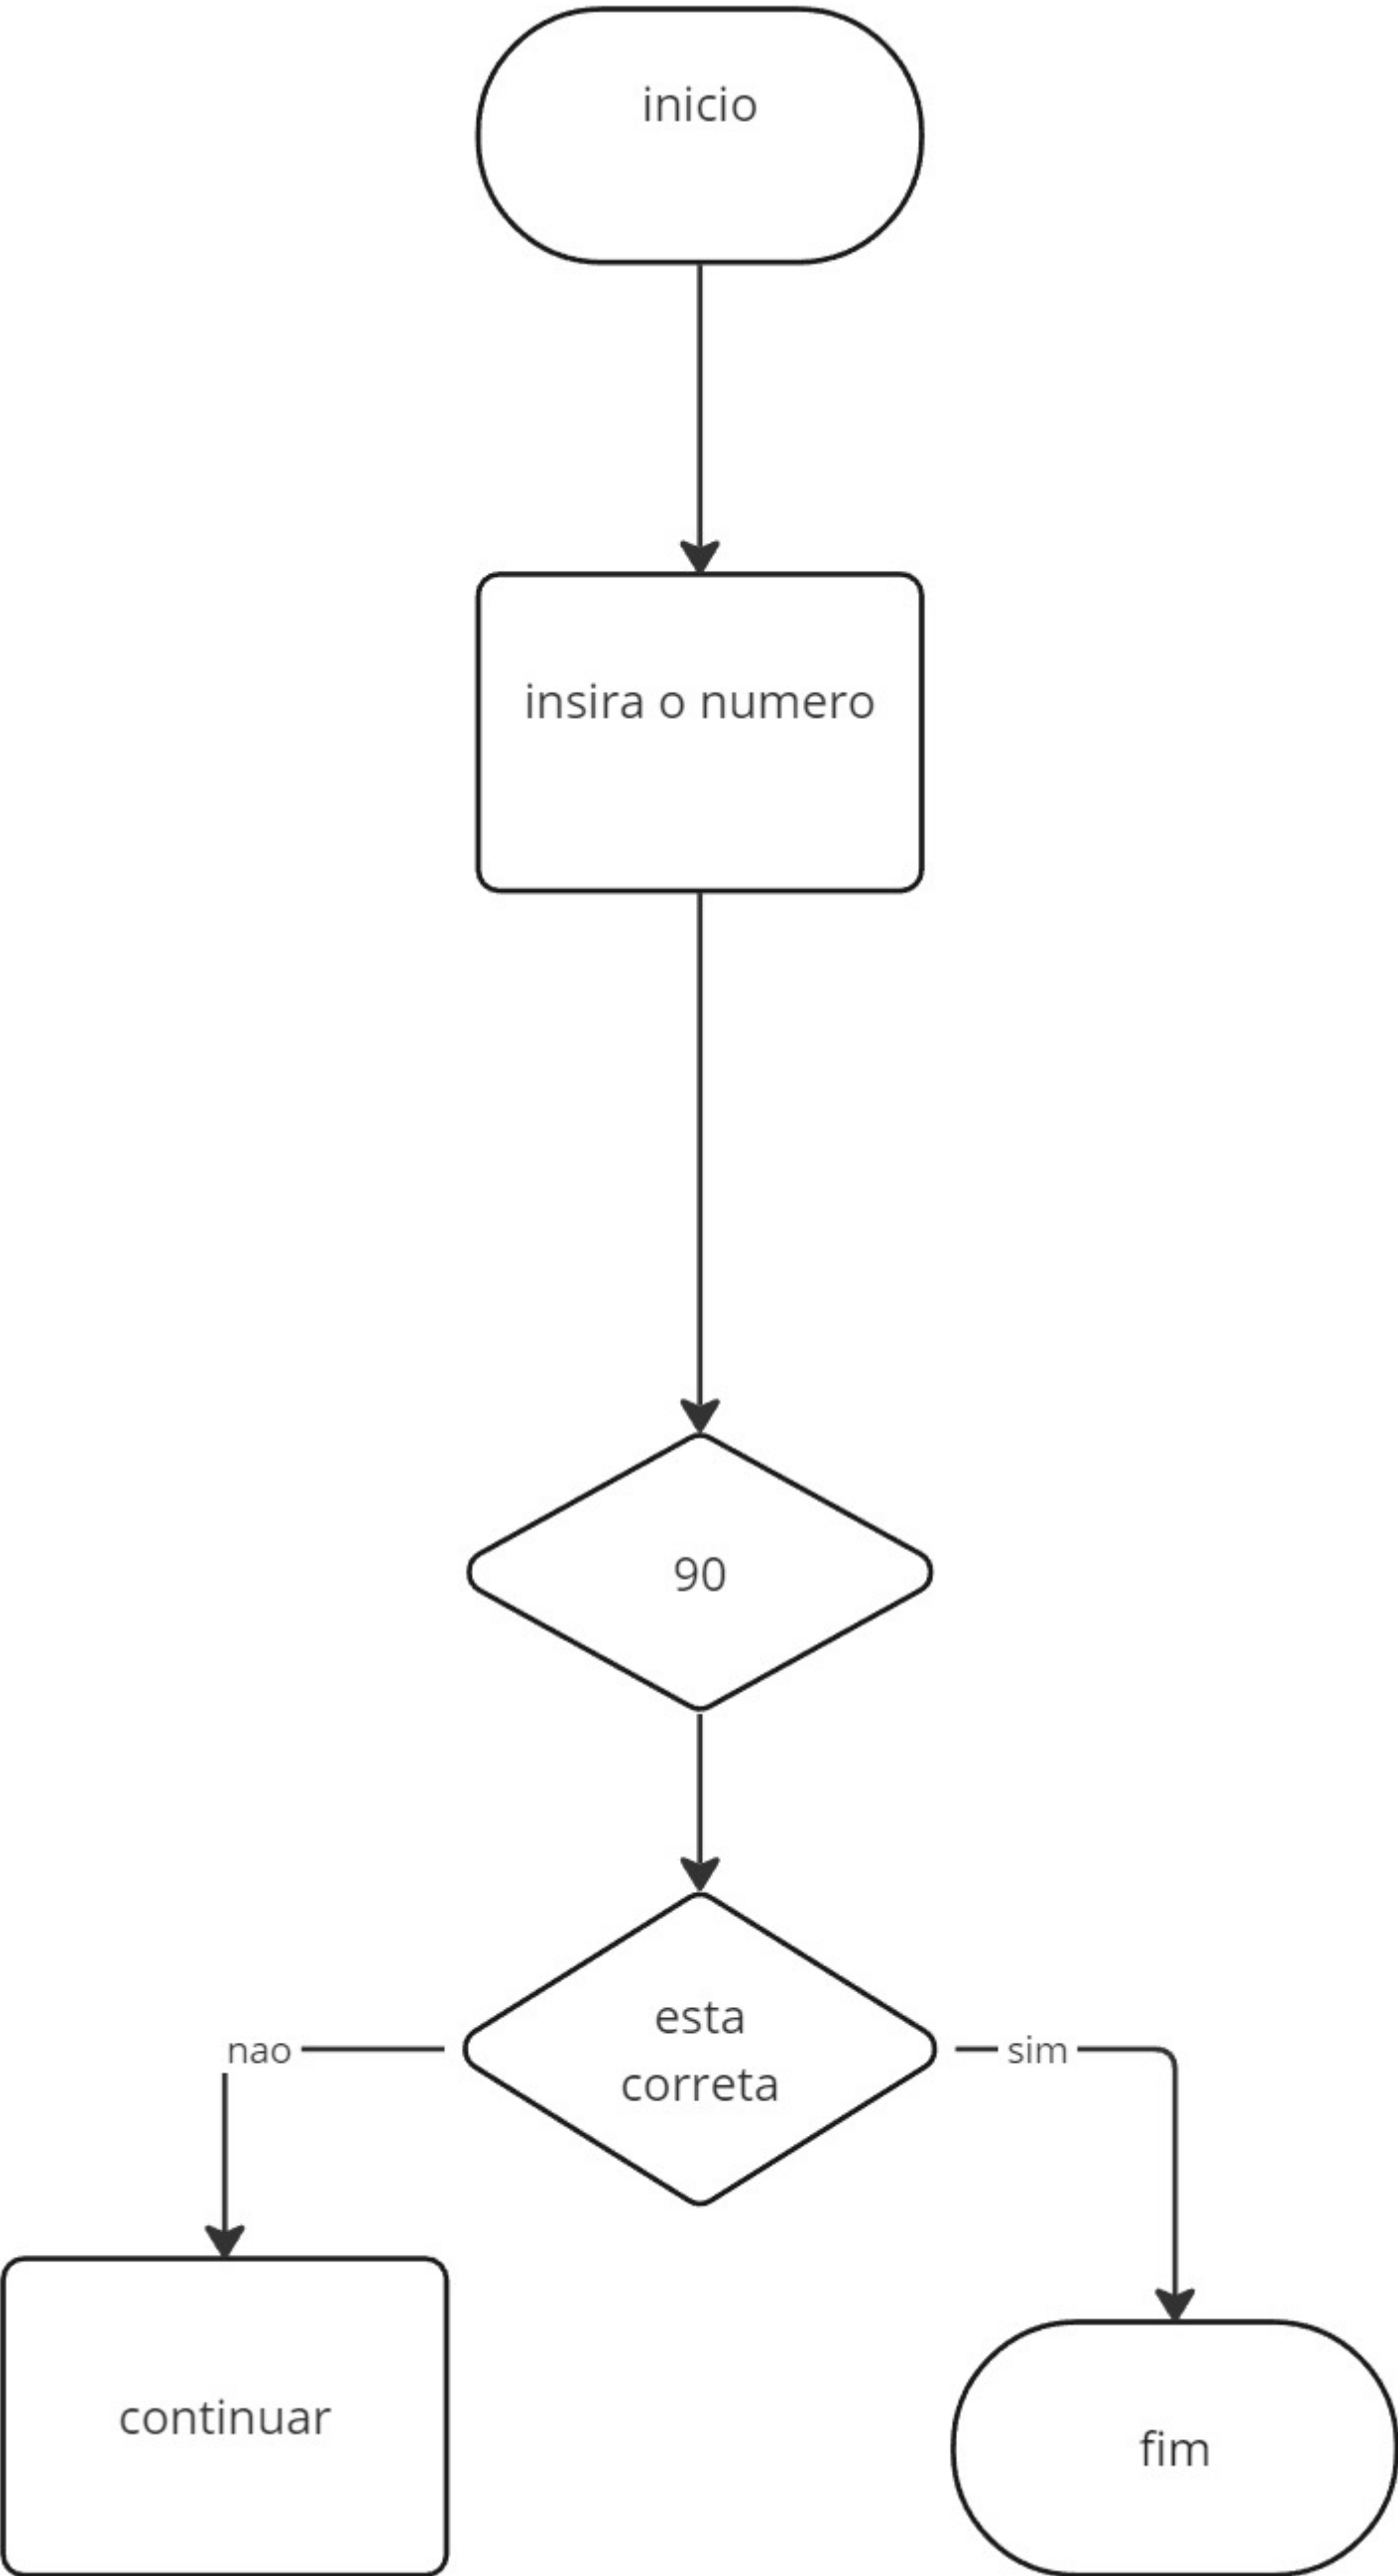 inicio
insira o numero
90
esta
correta
nao
sim
continuar
fim